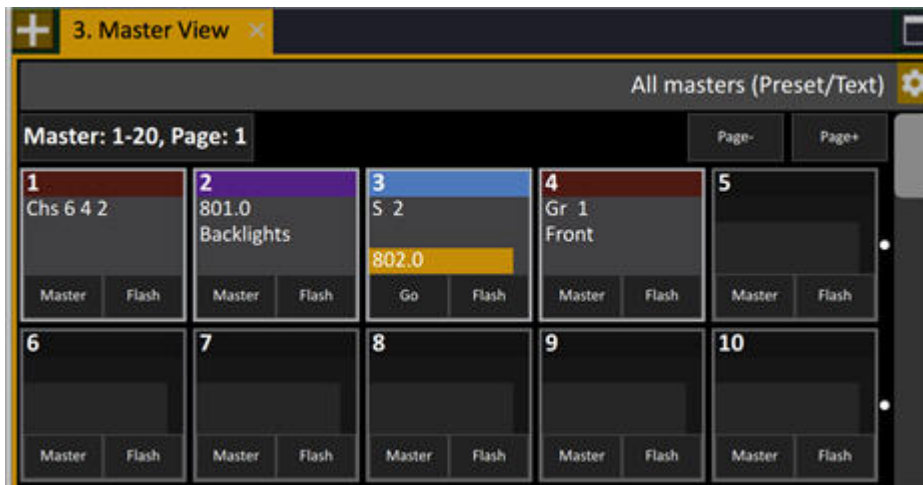 3. Master View ×
All masters (Preset/Text)
Master: 1-20, Page: 1
Page-
Page+
1
Chs 6 4 2
Master
Flash
2
801.0
Backlights
Master
Flash
3
S 2
802.0
Go
Flash
4
Gr 1
Front
Master
Flash
5
Master
Flash
6
Master
Flash
7
Master
Flash
8
Master
Flash
9
Master
Flash
10
Master
Flash